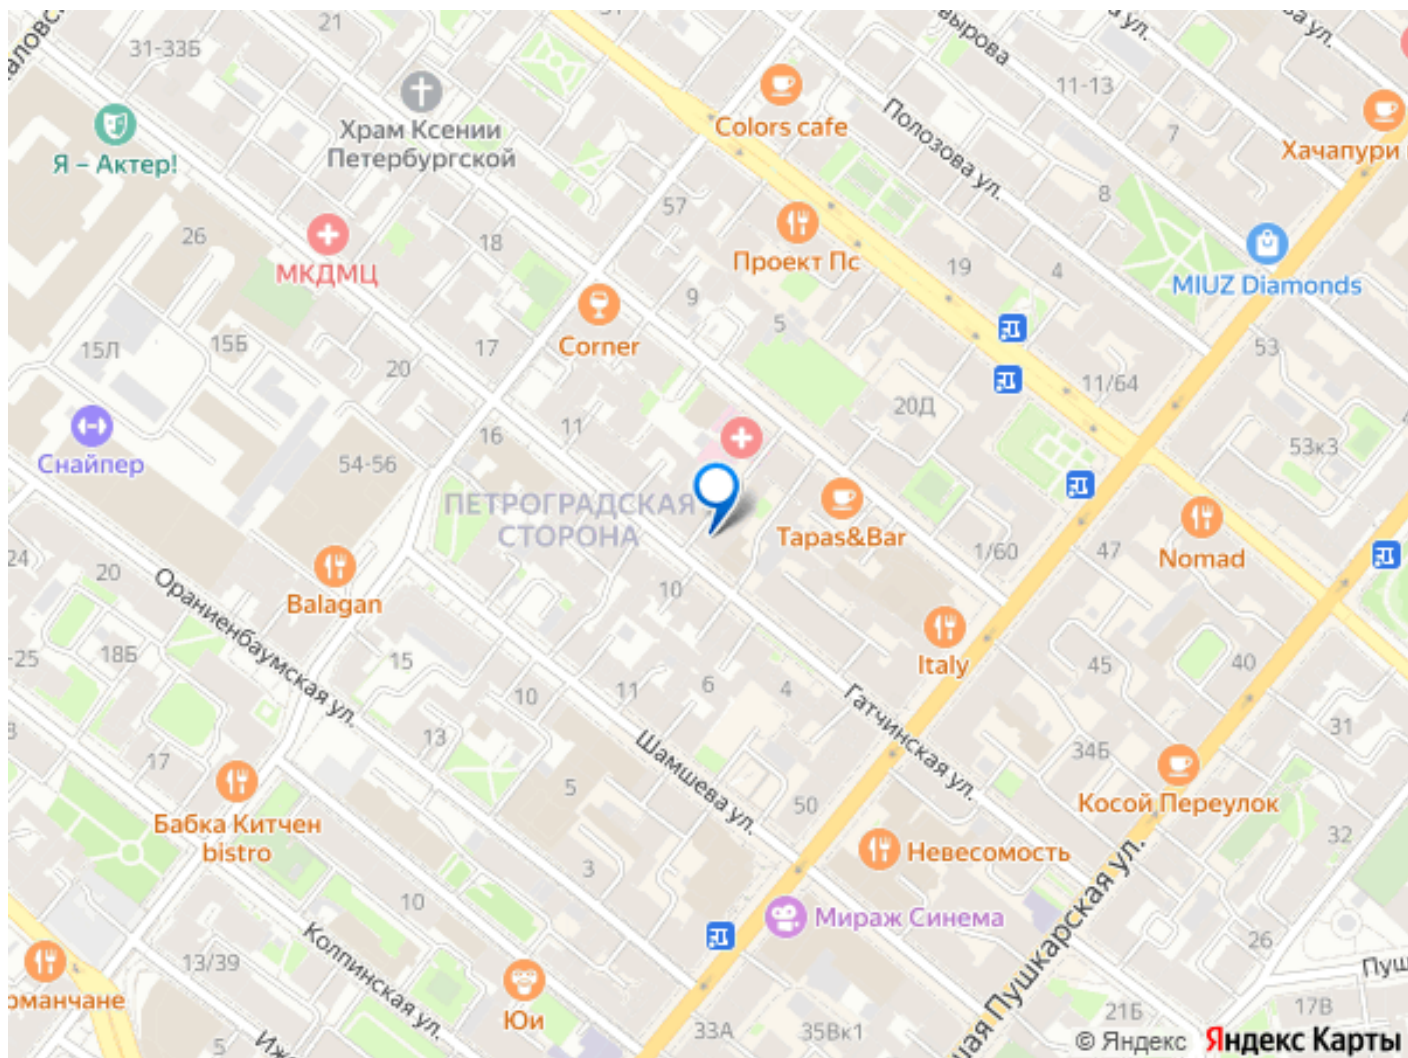 21
31-33Б
Храм Ксении
Петербургской
Я – Актер!
Colors cafe
Полозова ул.
11-13
7
Хачапури
8
57
26
18
МКДМЦ
Проект Пс
19
4
MIUZ Diamonds
9
5
Corner
15Л
15Б
20
17
53
11/64
20Д
16
11
Снайпер
54-56
53к3
ПЕТРОГРАДСКАЯ
СТОРОНА
Tapas&Bar
1/60
47
Nomad
24
20
Ораниенбаумская ул.
Balagan
10
Italy
45
40
18Б
15
10
11
6
4
Гатчинская ул.
31
34Б
13
17
Шамшева ул.
5
50
Косой Переулок
32
Бабка Китчен
bistro
Невесомость
3
10
Мираж Синема
Колпинская ул.
13/39
26
Юи
33А
35Вк1
21Б
17В
5
© Яндекс
Яндекс Карты